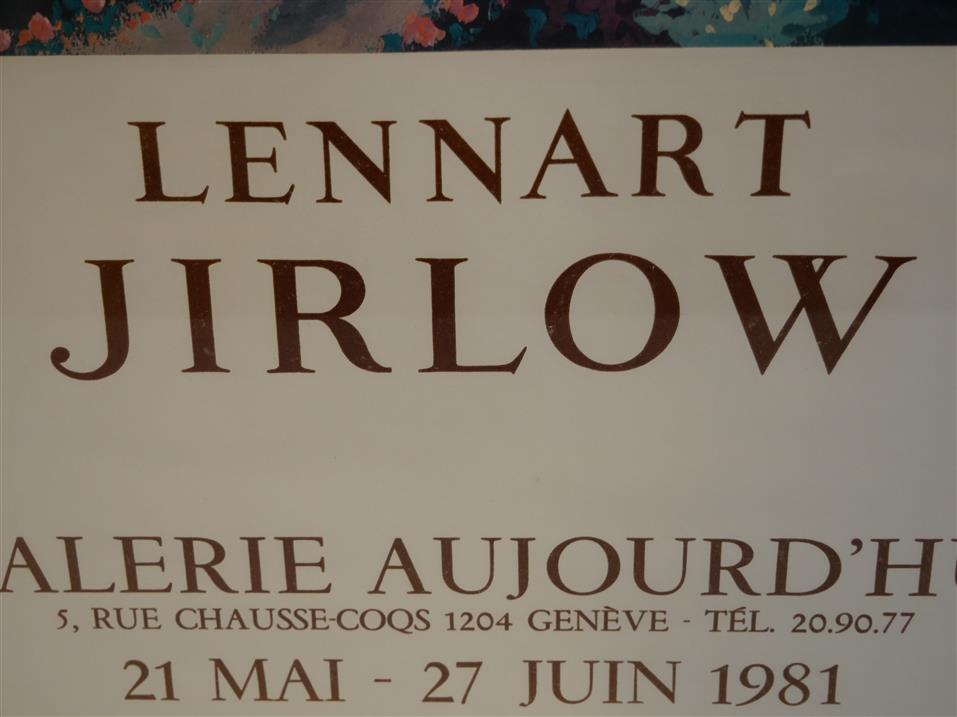 LENNART
JIRLOW
ALERIE AUJOURD'HU
5, RUE CHAUSSE-COQS 1204 GENÈVE - TÉL. 20.90.77
21 MAI - 27 JUIN 1981